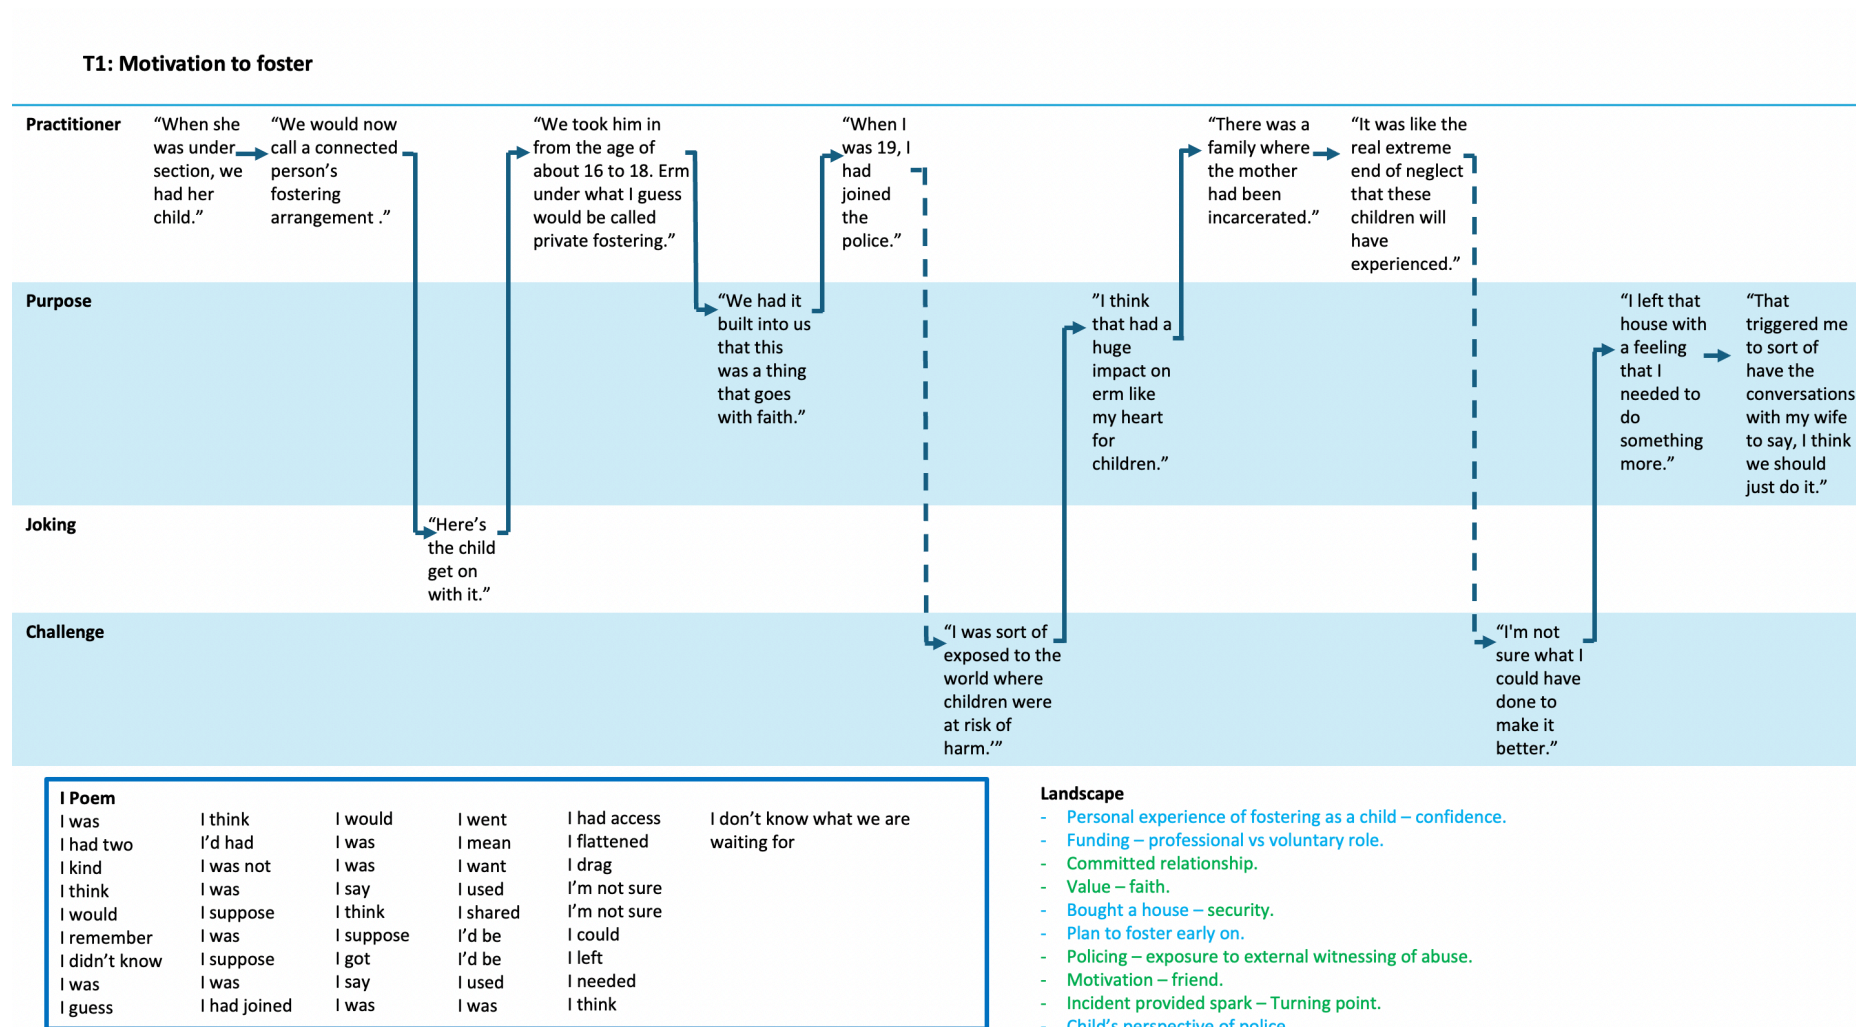 T1: Motivation to foster
Practitioner
“When she
was under
section, we
had her
child.”
“We would now
call a connected
person’s
fostering
arrangement .”
“We took him in
from the age of
about 16 to 18. Erm
under what I guess
would be called
private fostering.”
“When I
was 19, I
had
joined
the
police.”
“There was a
family where
the mother
had been
incarcerated.”
“It was like the
real extreme
end of neglect
that these
children will
have
experienced.”
Purpose
“We had it
built into us
that this
was a thing
that goes
with faith.”
”I think
that had a
huge
impact on
erm like
my heart
for
children.”
“I left that
house with
a feeling
that I
needed to
do
something
more.”
“That
triggered me
to sort of
have the
conversations
with my wife
to say, I think
we should
just do it.”
Joking
“Here’s
the child
get on
with it.”
Challenge
“I was sort of
exposed to the
world where
children were
at risk of
harm.’”
“I'm not
sure what I
could have
done to
make it
better.”
I Poem
I was
I had two
I kind
I think
I would
I remember
I didn’t know
I was
I guess
I think
I’d had
I was not
I was
I suppose
I was
I suppose
I was
I had joined
I would
I was
I was
I say
I think
I suppose
I got
I say
I was
I went
I mean
I want
I used
I shared
I’d be
I’d be
I used
I was
I had access
I flattened
I drag
I’m not sure
I’m not sure
I could
I left
I needed
I think
I don’t know what we are
waiting for
Landscape
- Personal experience of fostering as a child – confidence.
- Funding – professional vs voluntary role.
- Committed relationship.
- Value – faith.
- Bought a house – security.
- Plan to foster early on.
- Policing – exposure to external witnessing of abuse.
- Motivation – friend.
- Incident provided spark – Turning point.
- Child’s perspective of police